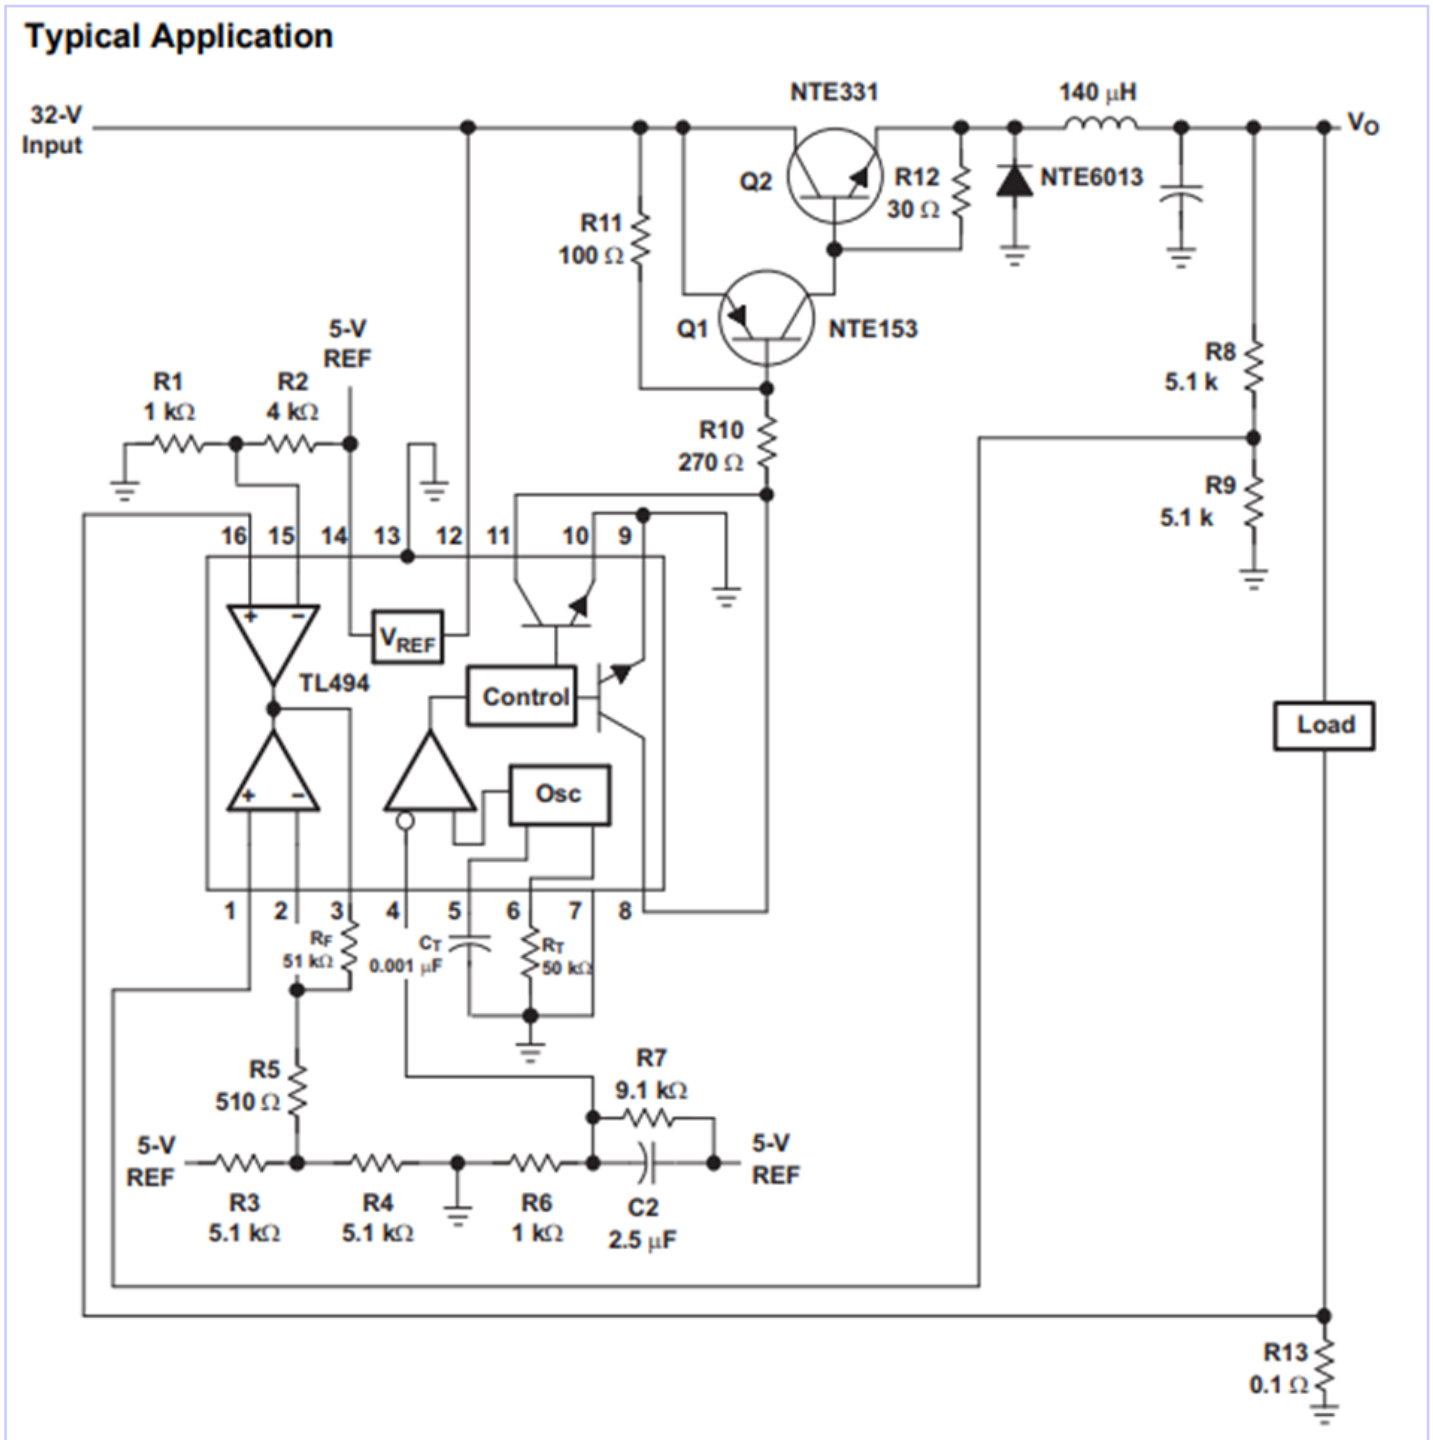 Typical Application
32-V
Input
NTE331
140 μH
VO
Q2
R12
30 Ω
NTE6013
R11
100 Ω
Q1
NTE153
5-V
REF
R1
1 kΩ
R2
4 kΩ
R8
5.1 k
R10
270 Ω
R9
5.1 k
16
15
14
13
12
11
10
9
+
−
VREF
TL494
Control
Load
Osc
+
−
1
2
3
4
5
6
7
8
RF
51 kΩ
CT
0.001 μF
RT
50 kΩ
R5
510 Ω
R7
9.1 kΩ
5-V
REF
5-V
REF
R3
5.1 kΩ
R4
5.1 kΩ
R6
1 kΩ
C2
2.5 μF
R13
0.1 Ω